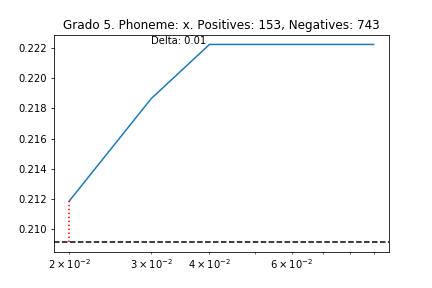 Grado 5. Phoneme: x. Positives: 153, Negatives: 743
Delta: 0.01
0.222
0.220
0.218
0.216
0.214
0.212
0.210
2 × 10⁻² 3 × 10⁻² 4 × 10⁻² 6 × 10⁻²